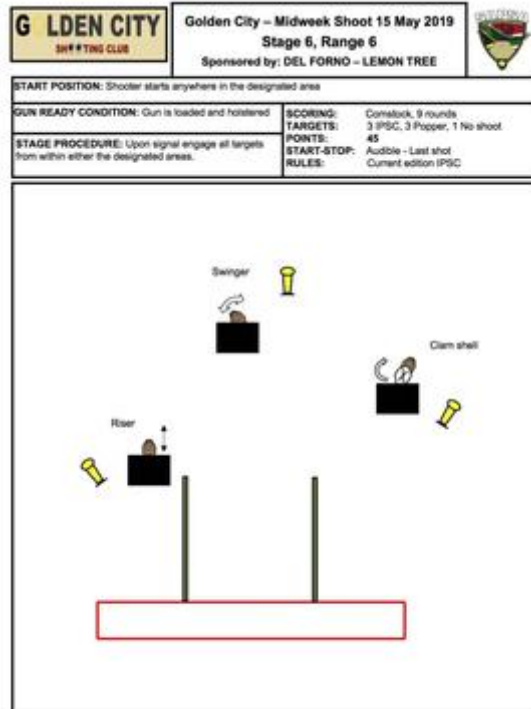 G LDEN CITY
SH TING CLUB
Golden City – Midweek Shoot 15 May 2019
Stage 6, Range 6
Sponsored by: DEL FORNO – LEMON TREE
START POSITION: Shooter starts anywhere in the designated area
GUN READY CONDITION: Gun is loaded and holstered
STAGE PROCEDURE: Upon signal engage all targets
from within either the designated areas.
SCORING: Comstock, 9 rounds
TARGETS: 3 IPSC, 3 Popper, 1 No shoot
POINTS: 45
START-STOP: Audible - Last shot
RULES: Current edition IPSC
Swinger
Clam shell
Riser